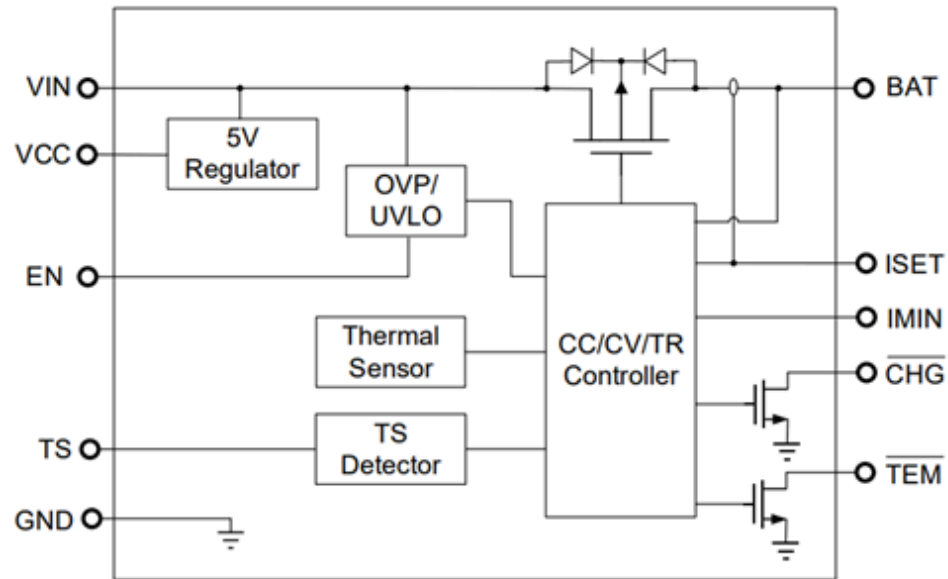 VIN
BAT
5V
Regulator
VCC
OVP/
UVLO
EN
ISET
IMIN
Thermal
Sensor
CC/CV/TR
Controller
CHG
TS
TS
Detector
TEM
GND